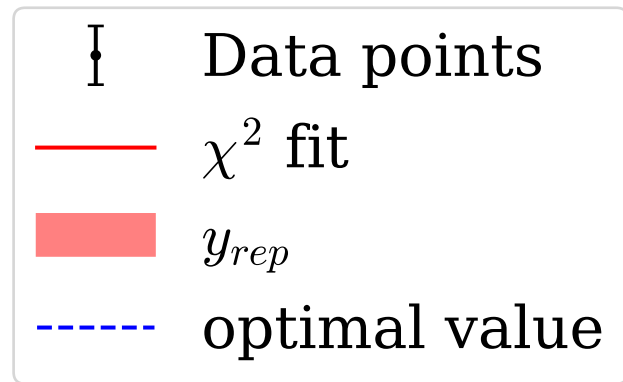 Data points
χ² fit
y_rep
optimal value